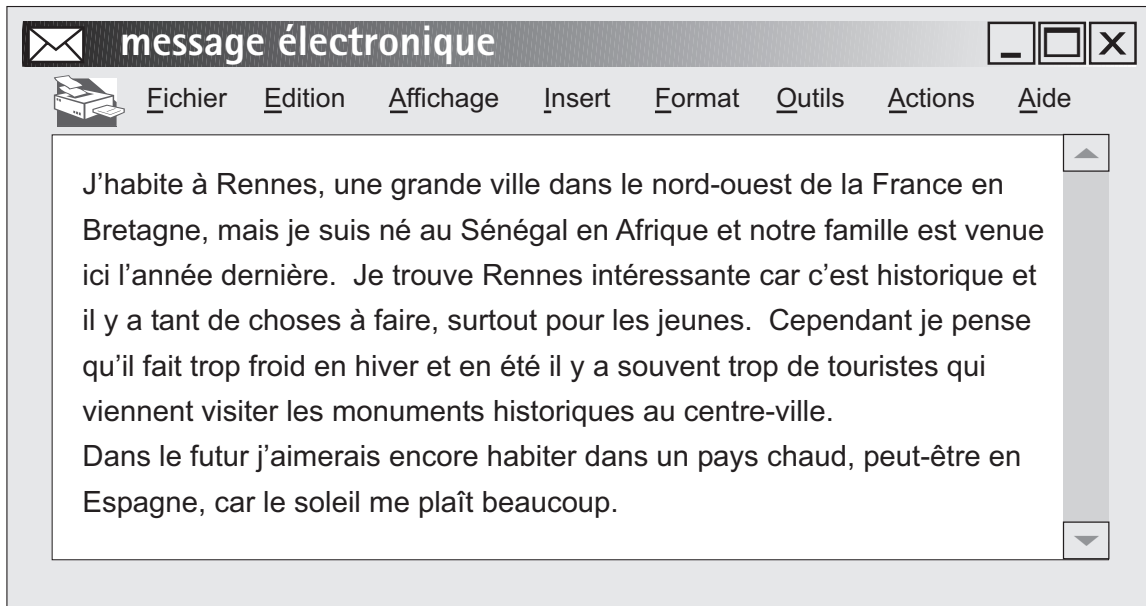 message électronique
Fichier Edition Affichage Insert Format Outils Actions Aide
J'habite à Rennes, une grande ville dans le nord-ouest de la France en
Bretagne, mais je suis né au Sénégal en Afrique et notre famille est venue
ici l'année dernière. Je trouve Rennes intéressante car c'est historique et
il y a tant de choses à faire, surtout pour les jeunes. Cependant je pense
qu'il fait trop froid en hiver et en été il y a souvent trop de touristes qui
viennent visiter les monuments historiques au centre-ville.
Dans le futur j'aimerais encore habiter dans un pays chaud, peut-être en
Espagne, car le soleil me plaît beaucoup.